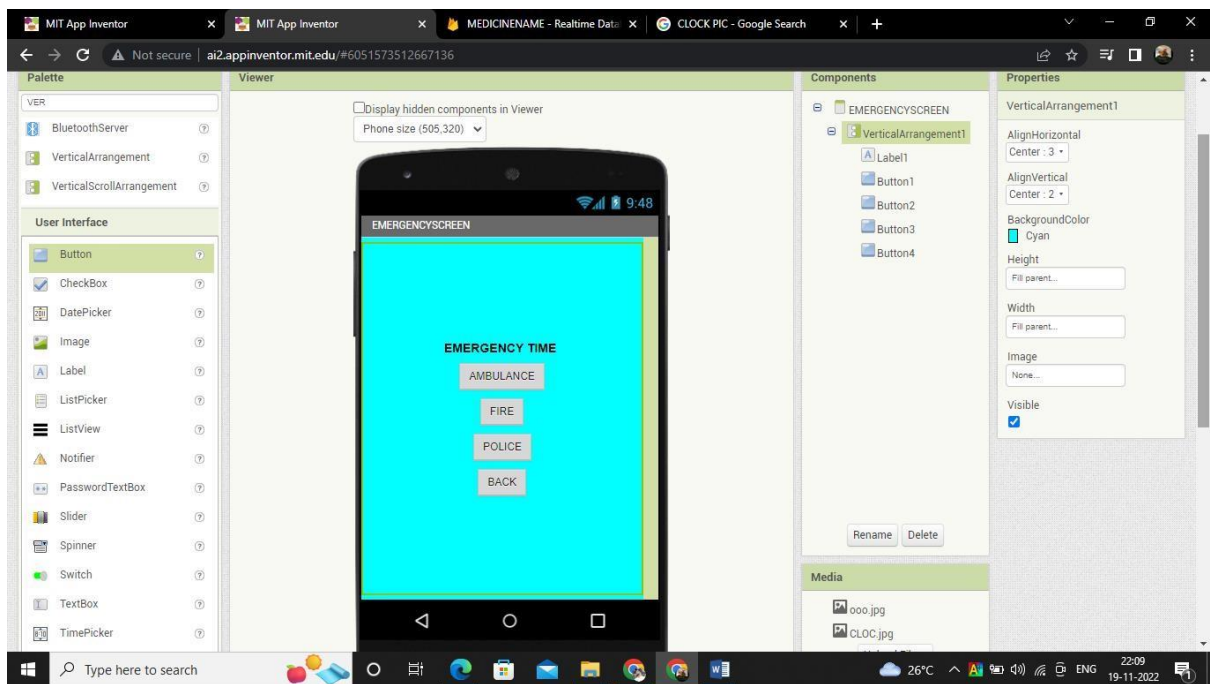 MIT App Inventor
MIT App Inventor
MEDICINENAME - Realtime Data
CLOCK PIC - Google Search
Not secure
ai2.appinventor.mit.edu/#6051573512667136
Palette
VER
BluetoothServer
VerticalArrangement
VerticalScrollArrangement
User Interface
Button
CheckBox
DatePicker
Image
Label
ListPicker
ListView
Notifier
PasswordTextBox
Slider
Spinner
Switch
TextBox
TimePicker
Viewer
Display hidden components in Viewer
Phone size (505,320)
9:48
EMERGENCYSCREEN
EMERGENCY TIME
AMBULANCE
FIRE
POLICE
BACK
Components
EMERGENCYSCREEN
VerticalArrangement1
Label1
Button1
Button2
Button3
Button4
Rename Delete
Media
ooo.jpg
CLOC.jpg
Properties
VerticalArrangement1
AlignHorizontal
Center : 3
AlignVertical
Center : 2
BackgroundColor
Cyan
Height
Fill parent...
Width
Fill parent...
Image
None...
Visible
Type here to search
26°C
ENG
22:09
19-11-2022